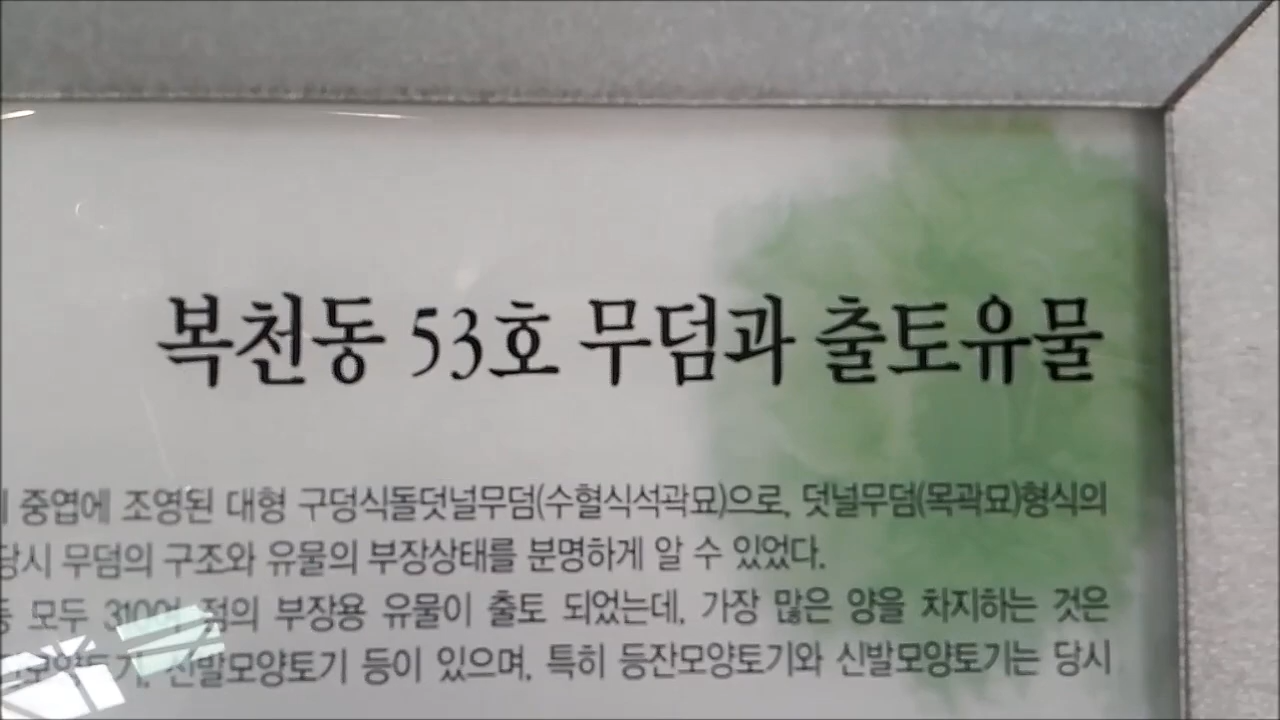 복천동 53호 무덤과 출토유물
중엽에 조영된 대형 구덩식돌덧널무덤(수혈식석곽묘)으로, 덧널무덤(목곽묘)형식의
당시 무덤의 구조와 유물의 부장상태를 분명하게 알 수 있었다.
모두 310여 점의 부장용 유물이 출토 되었는데, 가장 많은 양을 차지하는 것은
신발모양토기 등이 있으며, 특히 등잔모양토기와 신발모양토기는 당시